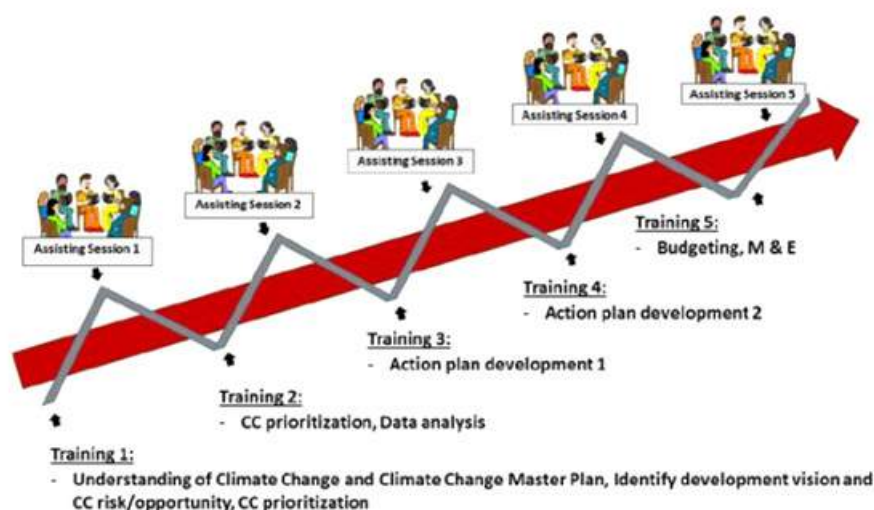 Assisting Session 1
Assisting Session 2
Assisting Session 3
Assisting Session 4
Assisting Session 5
Training 5:
- Budgeting, M & E
Training 4:
- Action plan development 2
Training 3:
- Action plan development 1
Training 2:
- CC prioritization, Data analysis
Training 1:
- Understanding of Climate Change and Climate Change Master Plan, Identify development vision and
CC risk/opportunity, CC prioritization